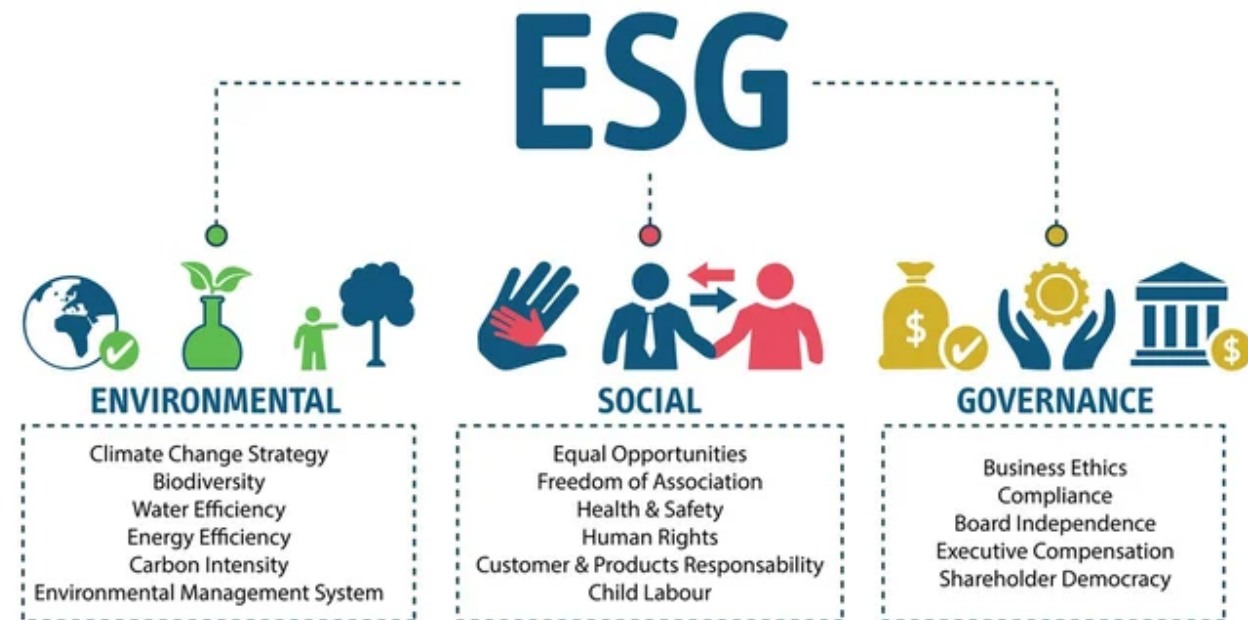 ESG
ENVIRONMENTAL
Climate Change Strategy
Biodiversity
Water Efficiency
Energy Efficiency
Carbon Intensity
Environmental Management System
SOCIAL
Equal Opportunities
Freedom of Association
Health & Safety
Human Rights
Customer & Products Responsability
Child Labour
$
$
GOVERNANCE
Business Ethics
Compliance
Board Independence
Executive Compensation
Shareholder Democracy